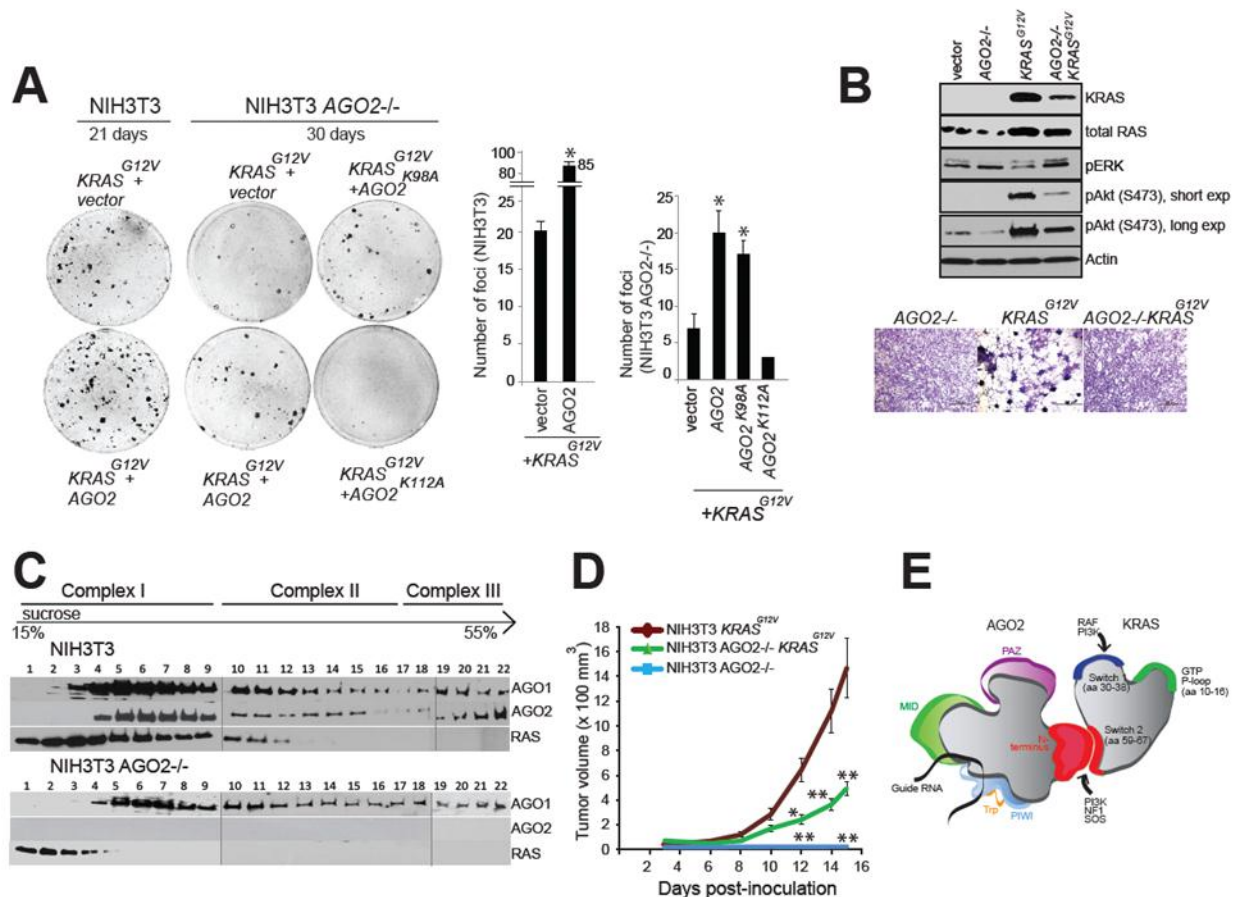 A
NIH3T3
NIH3T3 AGO2-/-
21 days
30 days
KRAS G12V +
vector
KRAS G12V +
vector
KRAS G12V
+AGO2 K98A
KRAS G12V +
AGO2
KRAS G12V +
AGO2
KRAS G12V
+AGO2 K112A
Number of foci (NIH3T3)
100
80
25
20
15
10
5
0
*
85
vector
AGO2
+KRAS G12V
Number of foci
(NIH3T3 AGO2-/-)
25
20
15
10
5
0
*
*
vector
AGO2
AGO2 K98A
AGO2 K112A
+KRAS G12V
B
vector
AGO2-/-
KRAS G12V
AGO2-/-
KRAS G12V
KRAS
total RAS
pERK
pAkt (S473), short exp
pAkt (S473), long exp
Actin
AGO2-/-
KRAS G12V
AGO2-/-KRAS G12V
C
Complex I
Complex II
Complex III
sucrose
15%
55%
NIH3T3
1 2 3 4 5 6 7 8 9 10 11 12 13 14 15 16 17 18 19 20 21 22
AGO1
AGO2
RAS
NIH3T3 AGO2-/-
1 2 3 4 5 6 7 8 9 10 11 12 13 14 15 16 17 18 19 20 21 22
AGO1
AGO2
RAS
D
Tumor volume (x 100 mm3)
18
16
14
12
10
8
6
4
2
0
NIH3T3 KRAS G12V
NIH3T3 AGO2-/- KRAS G12V
NIH3T3 AGO2-/-
*
**
**
**
**
2 4 6 8 10 12 14 16
Days post-inoculation
E
AGO2
KRAS
RAF
PI3K
PAZ
GTP
P-loop
(aa 10-16)
Switch 1
(aa 30-38)
MID
Switch 2
(aa 59-67)
N-
terminus
Guide RNA
Trp
PIWI
PI3K
NF1
SOS